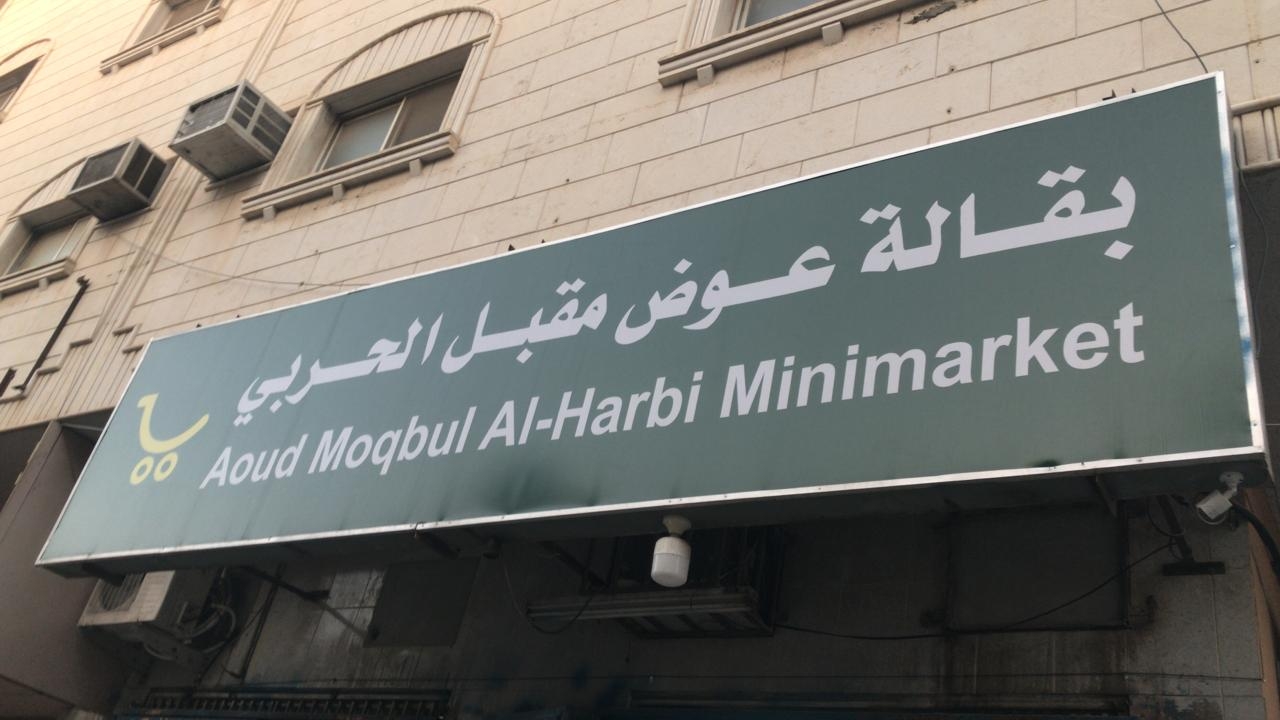 بقالة عوض مقبل الحربي
Aoud Moqbul Al-Harbi Minimarket